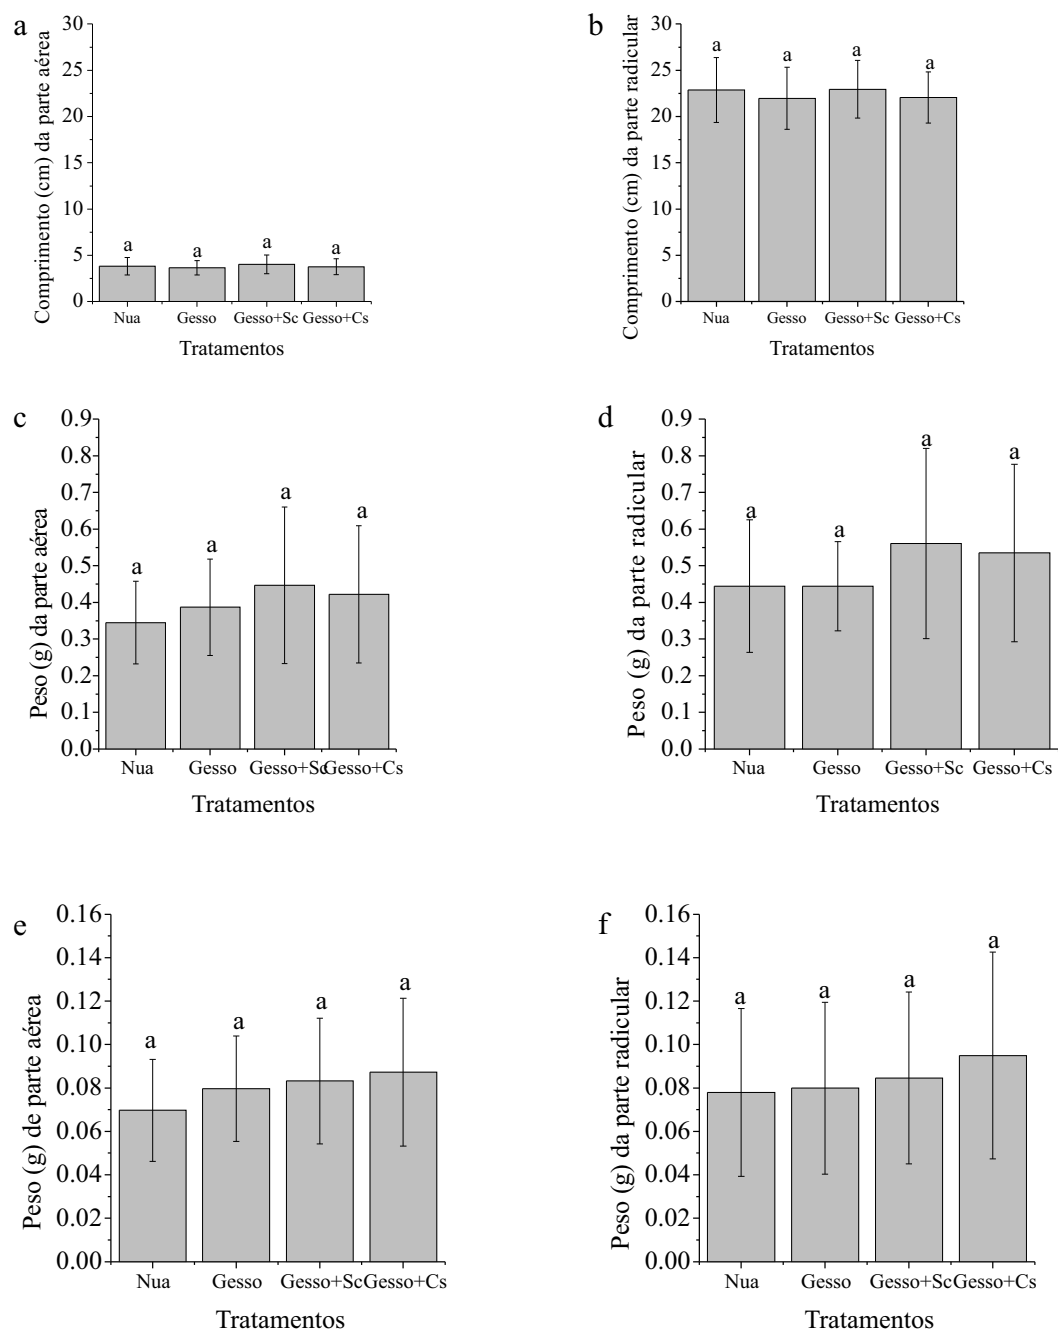 a
Comprimento (cm) da parte aérea
30
25
20
15
10
5
0
a
a
a
a
Nua
Gesso
Gesso+Sc
Gesso+Cs
Tratamentos
b
Comprimento (cm) da parte radicular
30
25
20
15
10
5
0
a
a
a
a
Nua
Gesso
Gesso+Sc
Gesso+Cs
Tratamentos
c
Peso (g) da parte aérea
0.9
0.8
0.7
0.6
0.5
0.4
0.3
0.2
0.1
0.0
a
a
a
a
Nua
Gesso
Gesso+Sc
Gesso+Cs
Tratamentos
d
Peso (g) da parte radicular
0.9
0.8
0.7
0.6
0.5
0.4
0.3
0.2
0.1
0.0
a
a
a
a
Nua
Gesso
Gesso+Sc
Gesso+Cs
Tratamentos
e
Peso (g) de parte aérea
0.16
0.14
0.12
0.10
0.08
0.06
0.04
0.02
0.00
a
a
a
a
Nua
Gesso
Gesso+Sc
Gesso+Cs
Tratamentos
f
Peso (g) da parte radicular
0.16
0.14
0.12
0.10
0.08
0.06
0.04
0.02
0.00
a
a
a
a
Nua
Gesso
Gesso+Sc
Gesso+Cs
Tratamentos